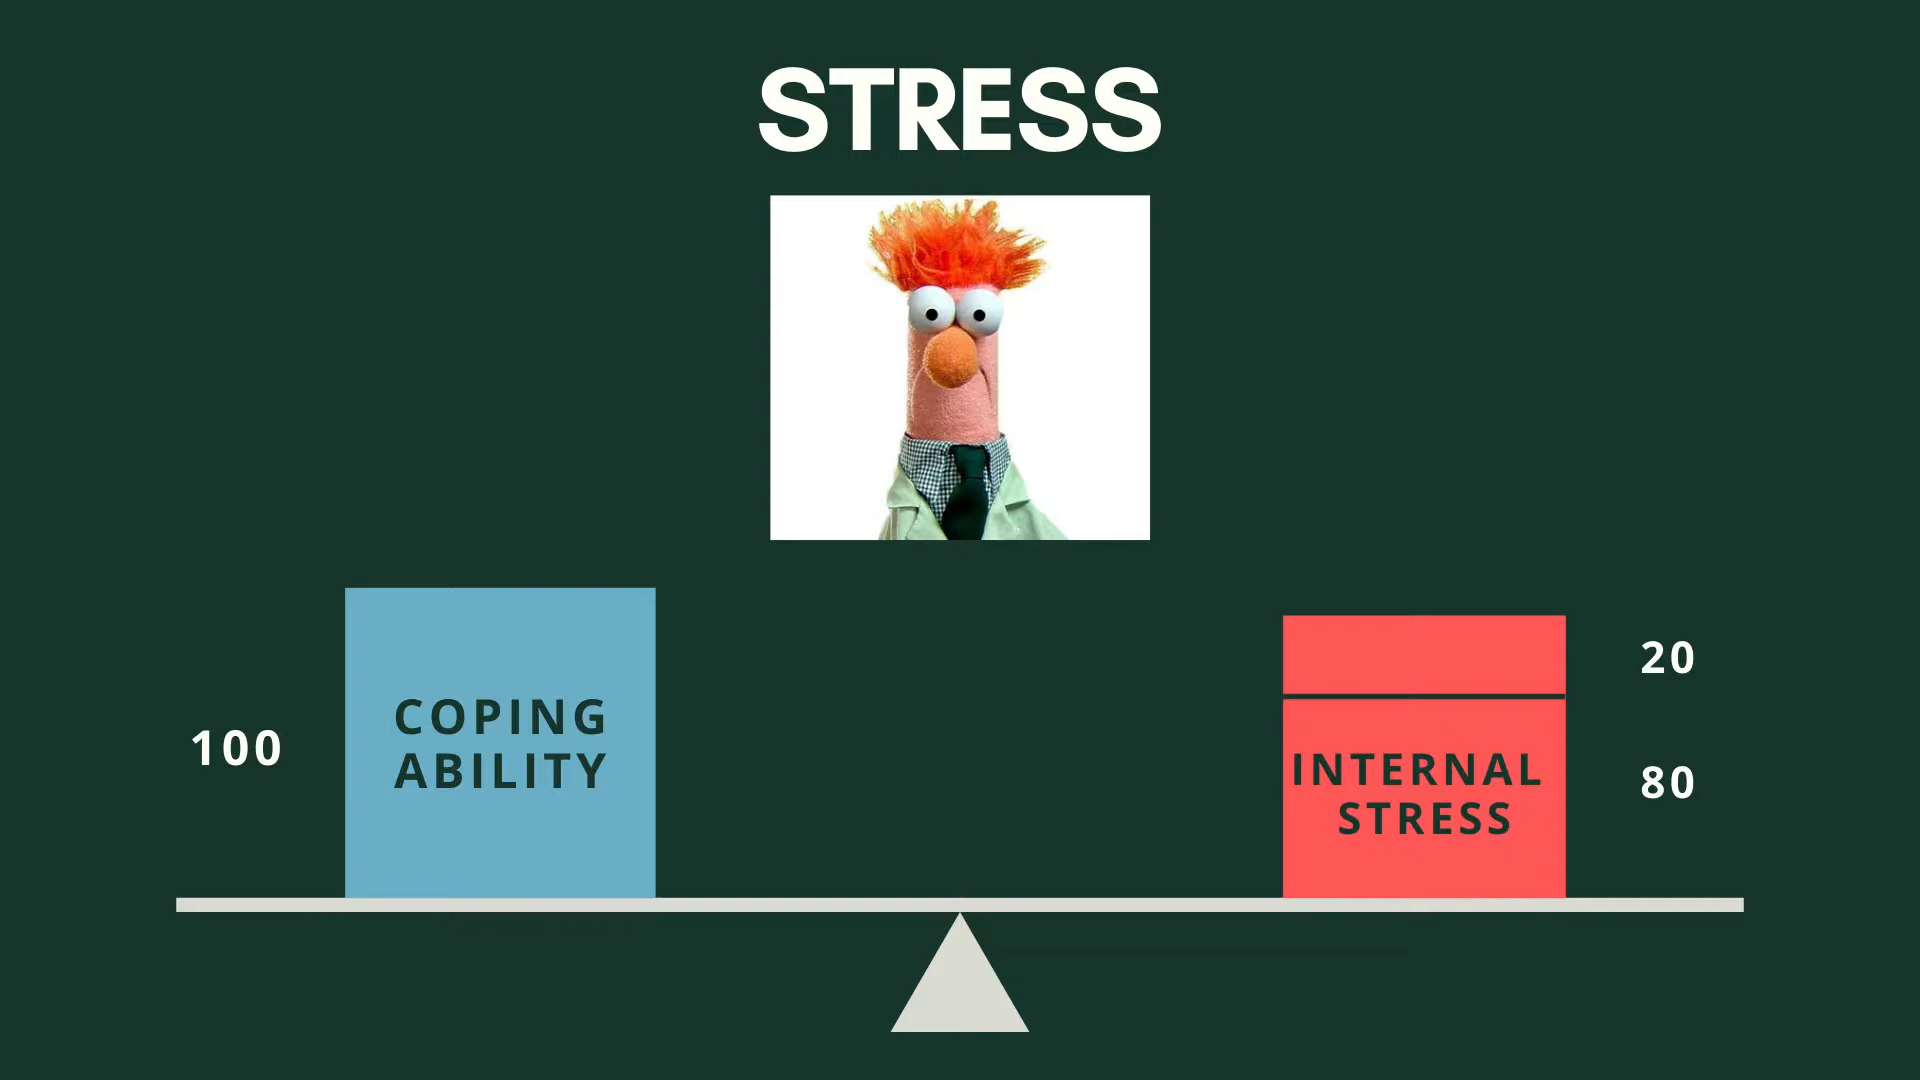 STRESS
100
COPING
ABILITY
20
INTERNAL
STRESS
80